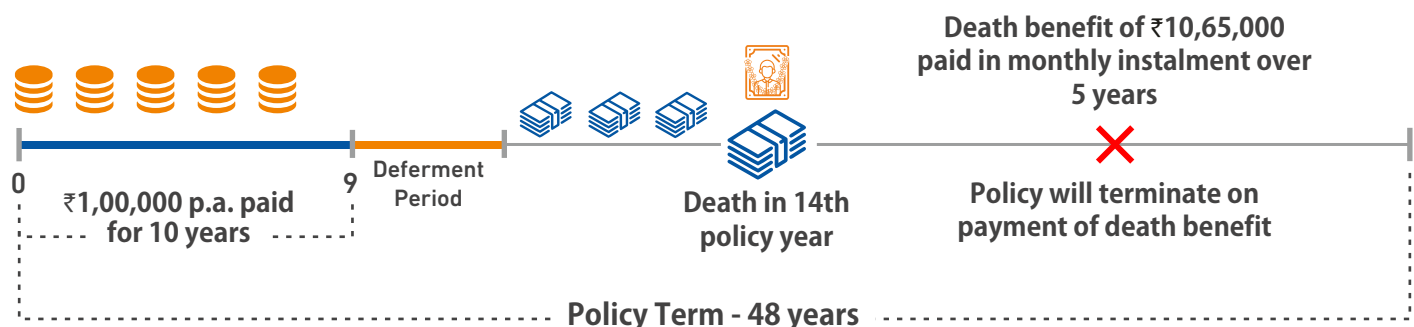 Death benefit of ₹10,65,000
paid in monthly instalment over
5 years
0
9
Deferment
Period
₹1,00,000 p.a. paid
for 10 years
Death in 14th
policy year
Policy will terminate on
payment of death benefit
Policy Term - 48 years